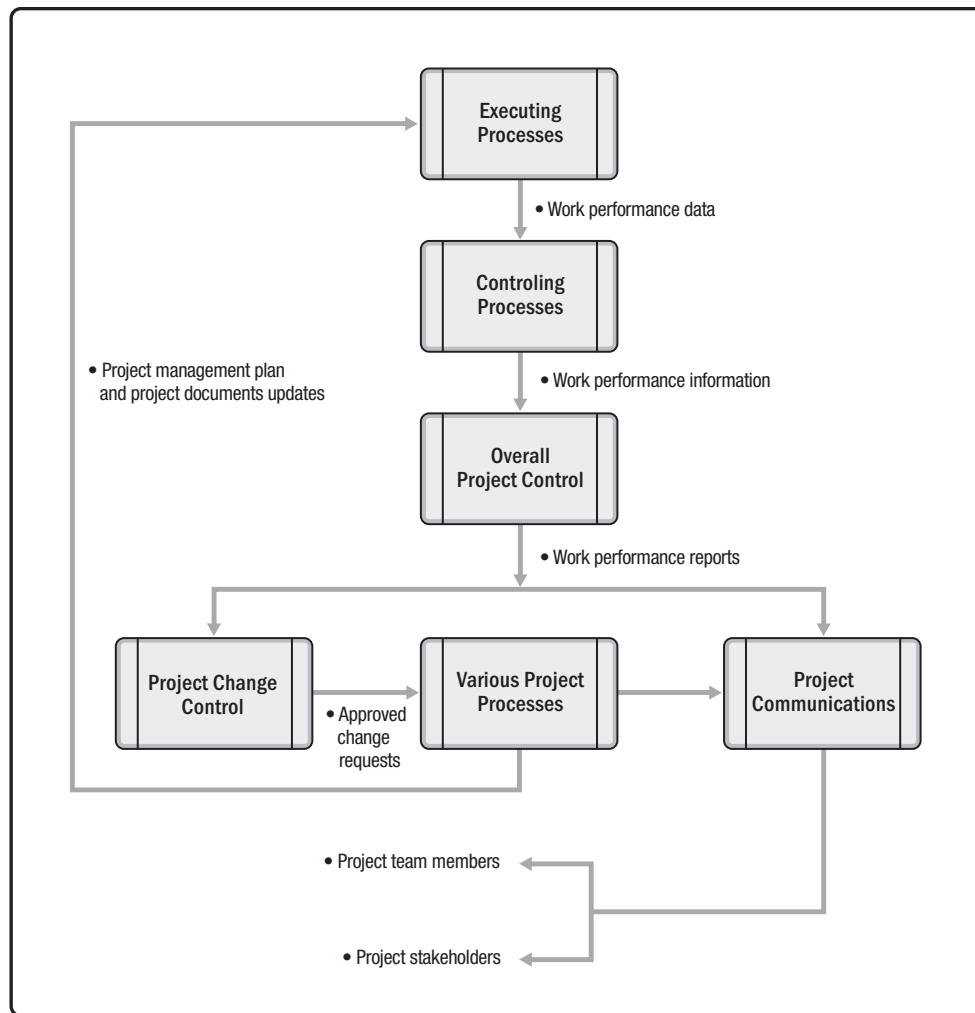 Executing
Processes
• Work performance data
Controling
Processes
• Project management plan
and project documents updates
• Work performance information
Overall
Project Control
• Work performance reports
Project Change
Control
• Approved
change
requests
Various Project
Processes
Project
Communications
• Project team members
• Project stakeholders